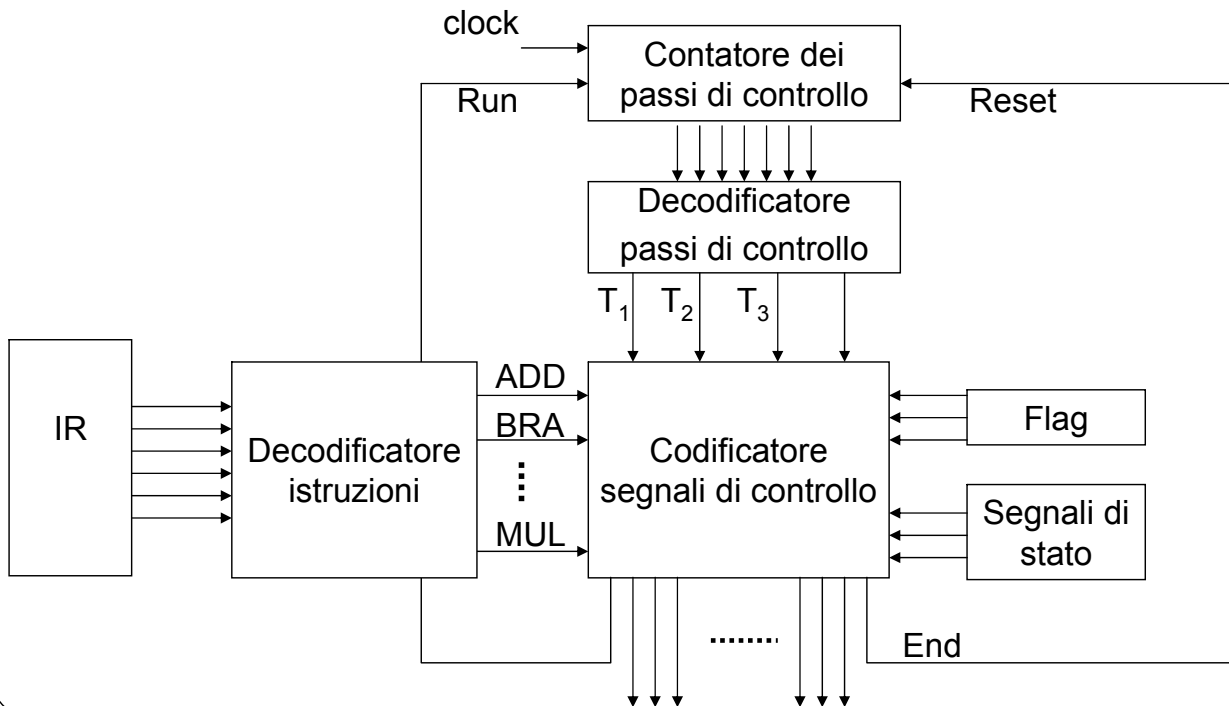 clock
Contatore dei
passi di controllo
Run
Reset
Decodificatore
passi di controllo
T1
T2
T3
IR
Decodificatore
istruzioni
ADD
BRA
MUL
Codificatore
segnali di controllo
Flag
Segnali di
stato
End